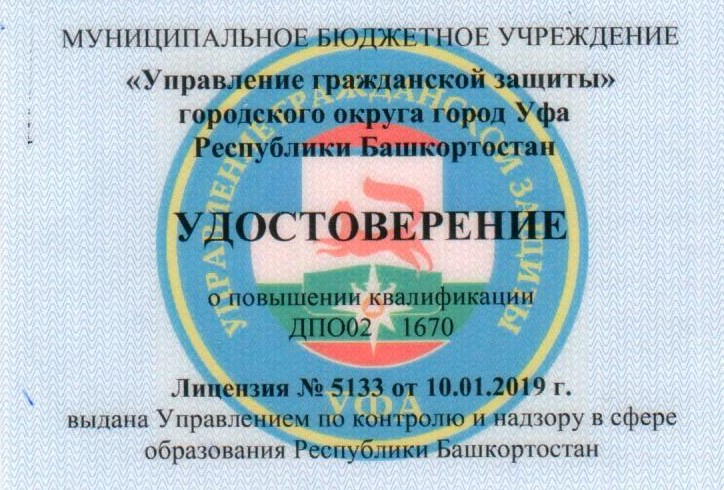 МУНИЦИПАЛЬНОЕ БЮДЖЕТНОЕ УЧРЕЖДЕНИЕ
«Управление гражданской защиты»
городского округа город Уфа
Республики Башкортостан
УПРАВЛЕНИЕ ГРАЖДАНСКОЙ ЗАЩИТЫ
УДОСТОВЕРЕНИЕ
о повышении квалификации
ДПО02 1670
Лицензия № 5133 от 10.01.2019 г.
УФА
выдана Управлением по контролю и надзору в сфере
образования Республики Башкортостан